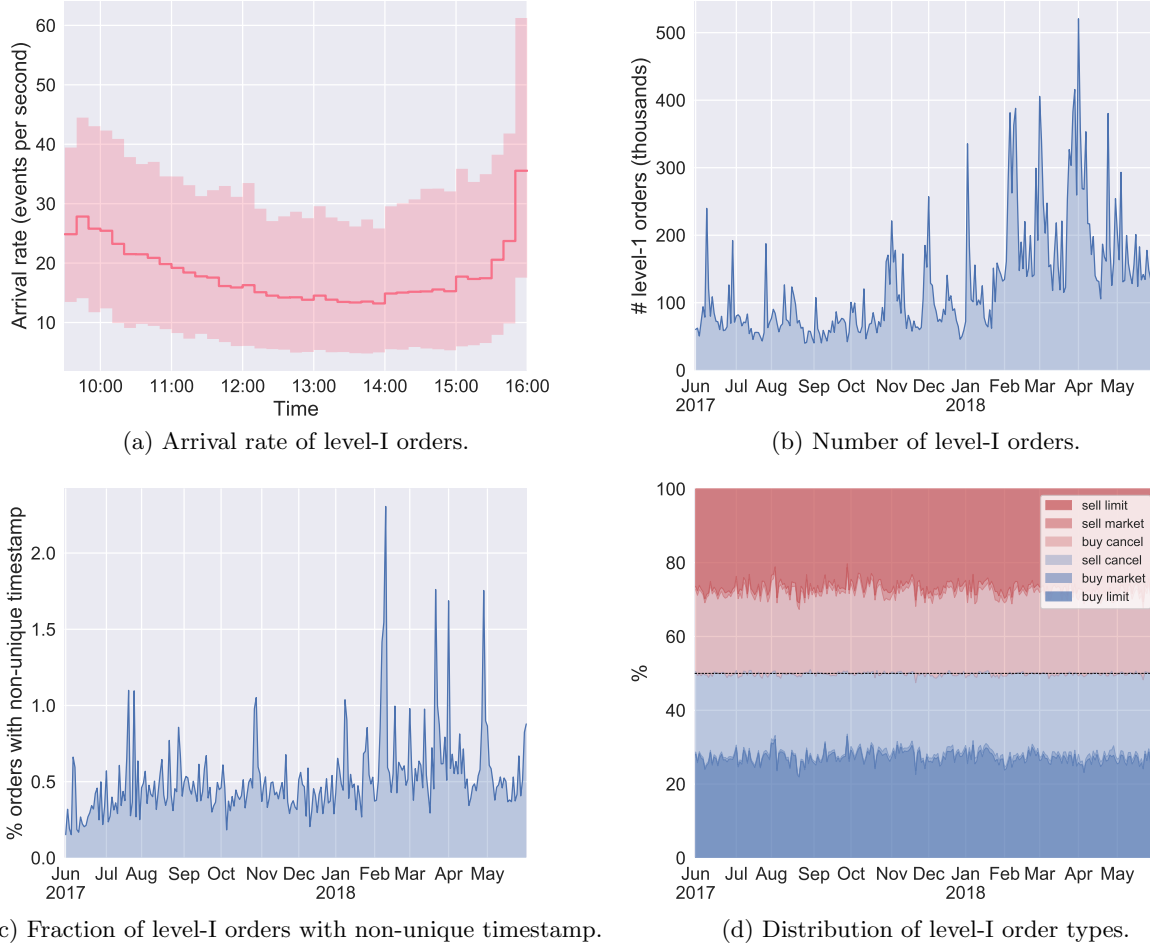 60
50
40
30
20
10
Arrival rate (events per second)
10:00 11:00 12:00 13:00 14:00 15:00 16:00
Time
(a) Arrival rate of level-I orders.
500
400
300
200
100
0
# level-1 orders (thousands)
Jun Jul Aug Sep Oct Nov Dec Jan Feb Mar Apr May
2017 2018
(b) Number of level-I orders.
2.0
1.5
1.0
0.5
0.0
% orders with non-unique timestamp
Jun Jul Aug Sep Oct Nov Dec Jan Feb Mar Apr May
2017 2018
c) Fraction of level-I orders with non-unique timestamp.
100
80
60
40
20
0
%
sell limit
sell market
buy cancel
sell cancel
buy market
buy limit
Jun Jul Aug Sep Oct Nov Dec Jan Feb Mar Apr May
2017 2018
(d) Distribution of level-I order types.